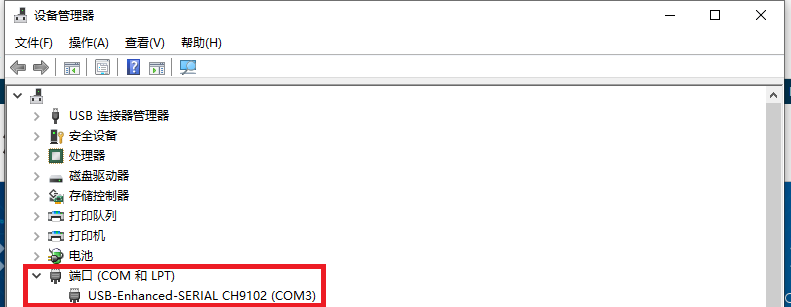 设备管理器
文件(F) 操作(A) 查看(V) 帮助(H)
USB 连接器管理器
安全设备
处理器
磁盘驱动器
存储控制器
打印队列
打印机
电池
端口 (COM 和 LPT)
USB-Enhanced-SERIAL CH9102 (COM3)